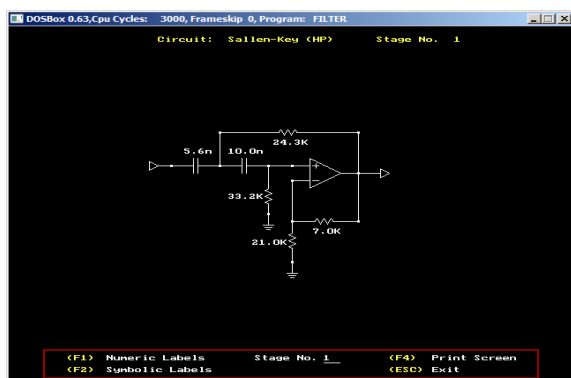 DOSBox 0.63,Cpu Cycles: 3000, Frameskip 0, Program: FILTER
Circuit: Sallen-Key (HP) Stage No. 1
24.3K
5.6n 10.0n
+
−
33.2K
7.0K
21.0K
(F1) Numeric Labels Stage No. 1 (F4) Print Screen
(F2) Symbolic Labels (ESC) Exit